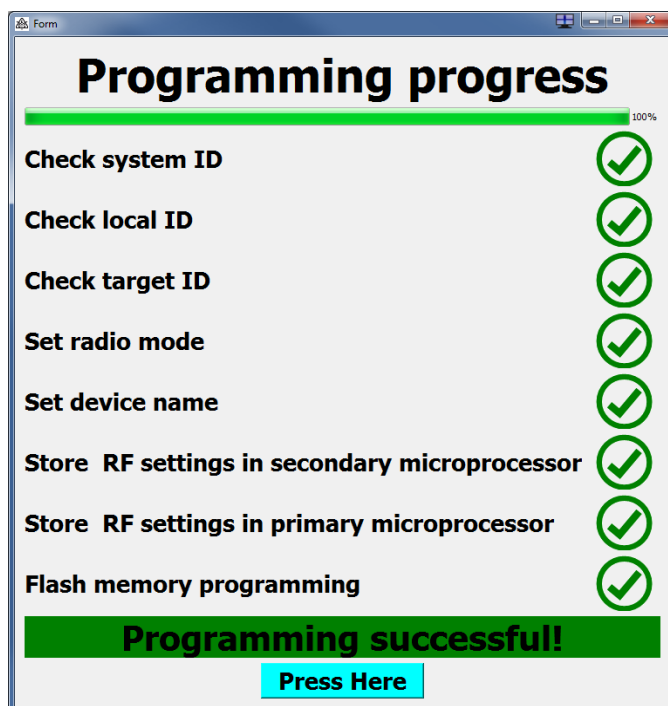 Form
Programming progress
100%
Check system ID
Check local ID
Check target ID
Set radio mode
Set device name
Store  RF settings in secondary microprocessor
Store  RF settings in primary microprocessor
Flash memory programming
Programming successful!
Press Here